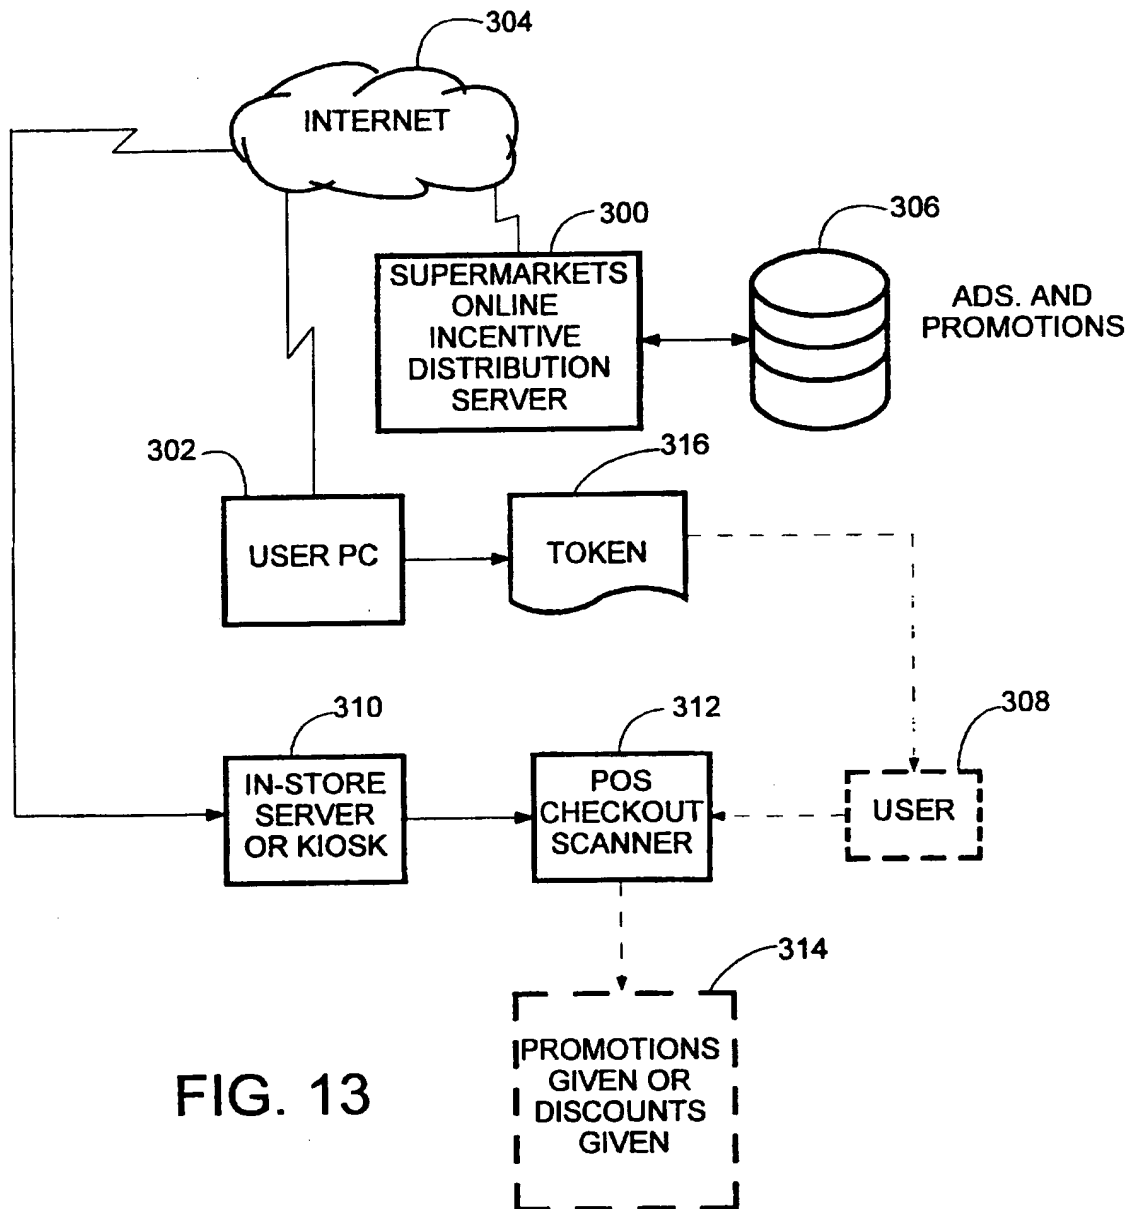 304
INTERNET
300
306
SUPERMARKETS
ONLINE
INCENTIVE
DISTRIBUTION
SERVER
ADS. AND
PROMOTIONS
302
316
USER PC
TOKEN
310
312
308
IN-STORE
SERVER
OR KIOSK
POS
CHECKOUT
SCANNER
USER
314
PROMOTIONS
GIVEN OR
DISCOUNTS
GIVEN
FIG. 13